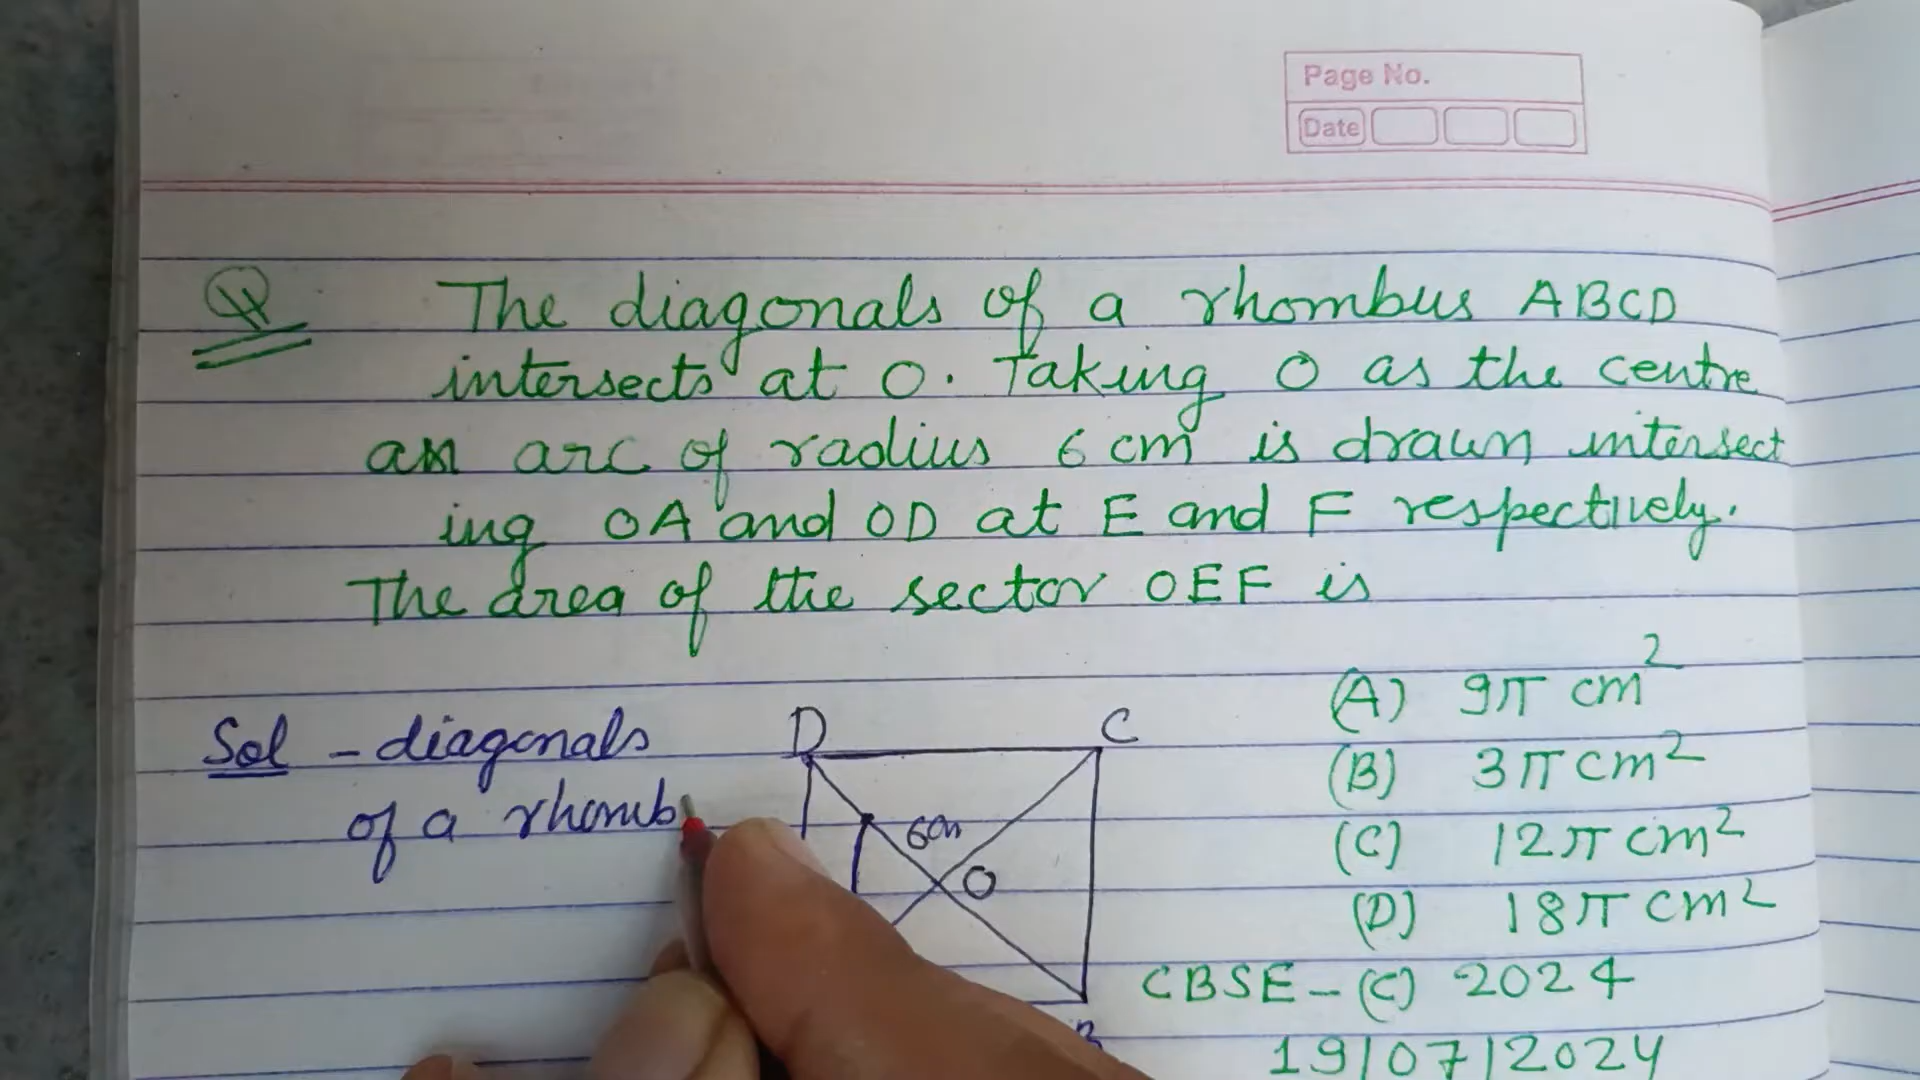 Page No.
Date
Q The diagonals of a rhombus ABCD
intersects at O. Taking O as the centre
an arc of radius 6 cm is drawn intersect
ing OA and OD at E and F respectively.
The area of the sector OEF is
(A) 9π cm²
(B) 3π cm²
(C) 12π cm²
(D) 18π cm²
CBSE - (C) 2024
19/07/2024
Sol - diagonals
of a rhomb
D C
6cm
O
B